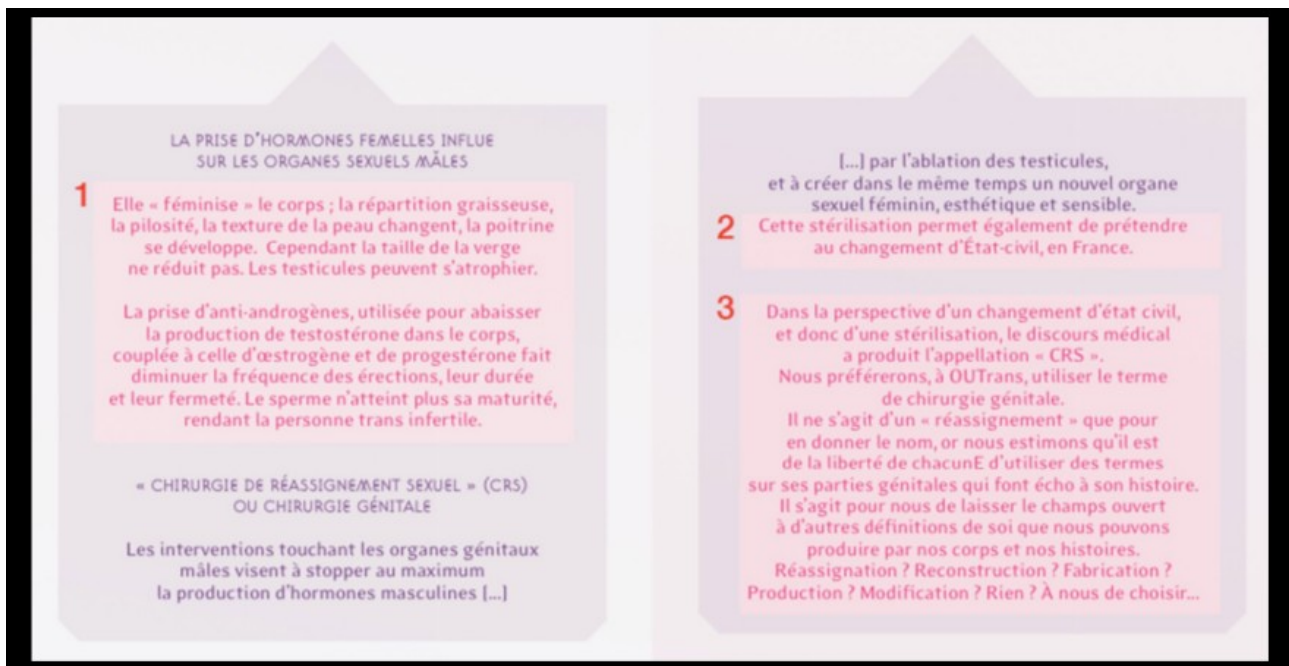 LA PRISE D'HORMONES FEMELLES INFLUE
SUR LES ORGANES SEXUELS MÂLES
1
Elle « féminise » le corps ; la répartition graisseuse,
la pilosité, la texture de la peau changent, la poitrine
se développe. Cependant la taille de la verge
ne réduit pas. Les testicules peuvent s'atrophier.
La prise d'anti-androgènes, utilisée pour abaisser
la production de testostérone dans le corps,
couplée à celle d'œstrogène et de progestérone fait
diminuer la fréquence des érections, leur durée
et leur fermeté. Le sperme n'atteint plus sa maturité,
rendant la personne trans infertile.
« CHIRURGIE DE RÉASSIGNEMENT SEXUEL » (CRS)
OU CHIRURGIE GÉNITALE
Les interventions touchant les organes génitaux
mâles visent à stopper au maximum
la production d'hormones masculines [...]
[...] par l'ablation des testicules,
et à créer dans le même temps un nouvel organe
sexuel féminin, esthétique et sensible.
2
Cette stérilisation permet également de prétendre
au changement d'État-civil, en France.
3
Dans la perspective d'un changement d'état civil,
et donc d'une stérilisation, le discours médical
a produit l'appellation « CRS ».
Nous préférerons, à OUTrans, utiliser le terme
de chirurgie génitale.
Il ne s'agit d'un « réassignement » que pour
en donner le nom, or nous estimons qu'il est
de la liberté de chacunE d'utiliser des termes
sur ses parties génitales qui font écho à son histoire.
Il s'agit pour nous de laisser le champs ouvert
à d'autres définitions de soi que nous pouvons
produire par nos corps et nos histoires.
Réassignation ? Reconstruction ? Fabrication ?
Production ? Modification ? Rien ? À nous de choisir...